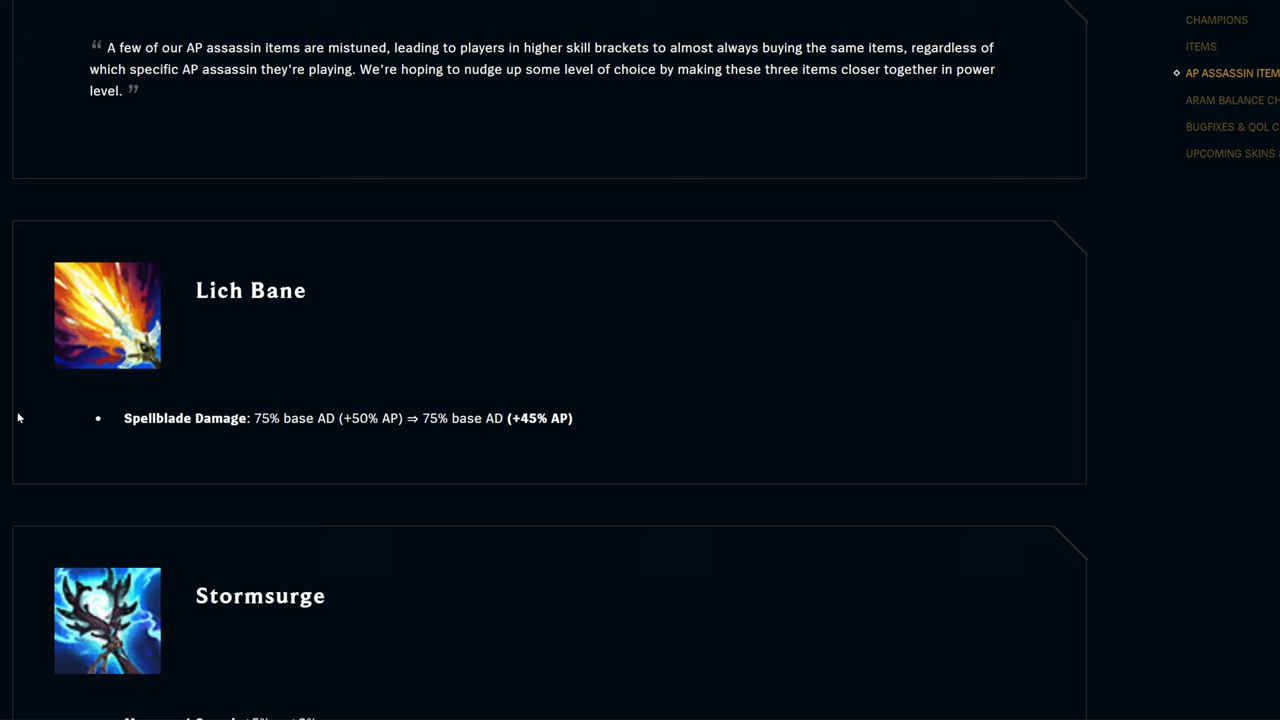 “ A few of our AP assassin items are mistuned, leading to players in higher skill brackets to almost always buying the same items, regardless of
which specific AP assassin they're playing. We're hoping to nudge up some level of choice by making these three items closer together in power
level. ”
Lich Bane
• Spellblade Damage: 75% base AD (+50% AP) ⇒ 75% base AD (+45% AP)
Stormsurge
CHAMPIONS
ITEMS
AP ASSASSIN ITEM
ARAM BALANCE CH
BUGFIXES & QOL C
UPCOMING SKINS